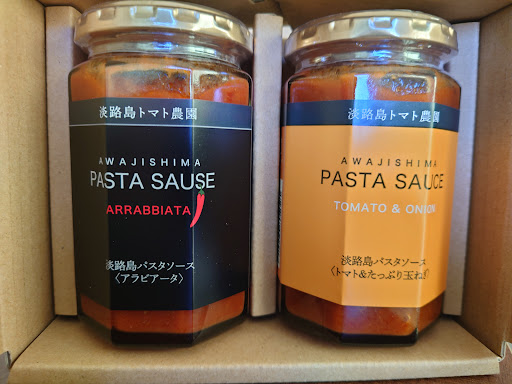 淡路島トマト農園
AWAJISHIMA
PASTA SAUSE
ARRABBIATA
淡路島パスタソース
〈アラビアータ〉
淡路島トマト農園
AWAJISHIMA
PASTA SAUCE
TOMATO & ONION
淡路島パスタソース
〈トマト&たっぷり玉ねぎ〉